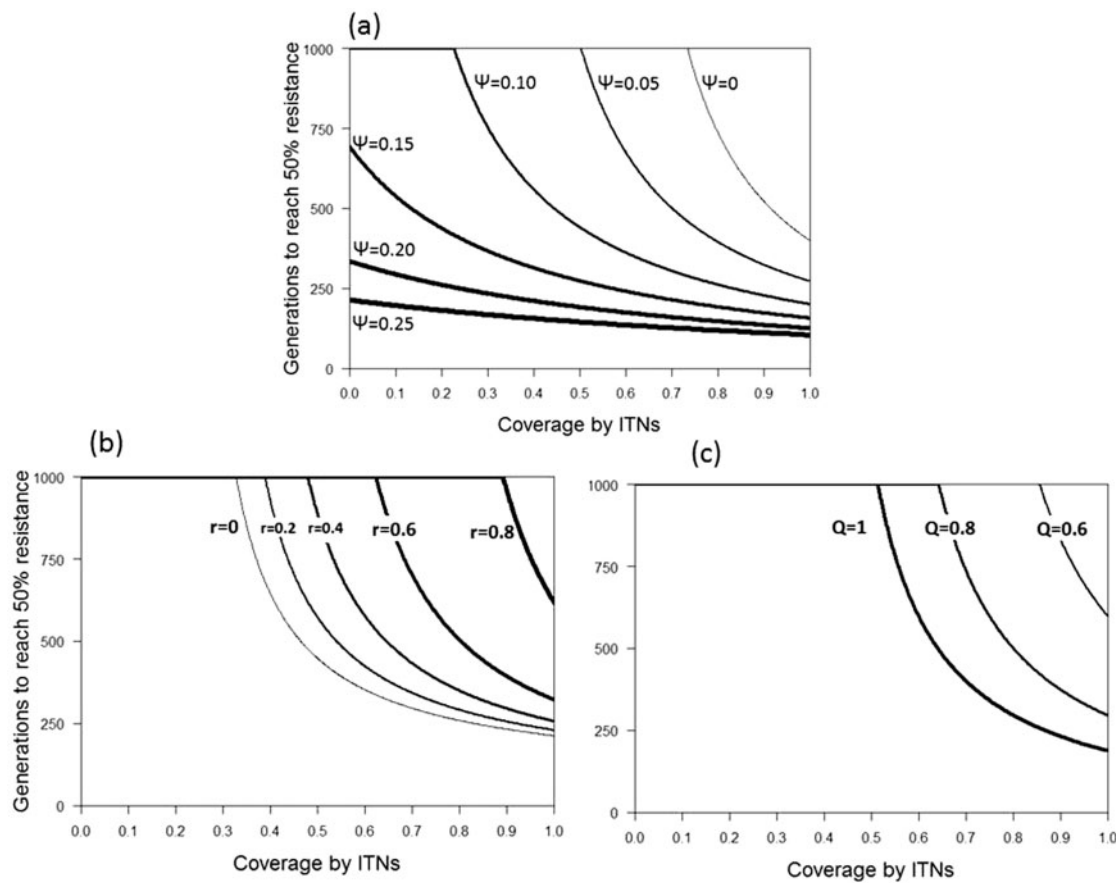 (a)
Generations to reach 50% resistance
1000
750
500
250
0
Ψ=0.10
Ψ=0.05
Ψ=0
Ψ=0.15
Ψ=0.20
Ψ=0.25
0.0 0.1 0.2 0.3 0.4 0.5 0.6 0.7 0.8 0.9 1.0
Coverage by ITNs
(b)
Generations to reach 50% resistance
1000
750
500
250
0
r=0 r=0.2 r=0.4 r=0.6 r=0.8
0.0 0.1 0.2 0.3 0.4 0.5 0.6 0.7 0.8 0.9 1.0
Coverage by ITNs
(c)
1000
750
500
250
0
Q=1 Q=0.8 Q=0.6
0.0 0.1 0.2 0.3 0.4 0.5 0.6 0.7 0.8 0.9 1.0
Coverage by ITNs